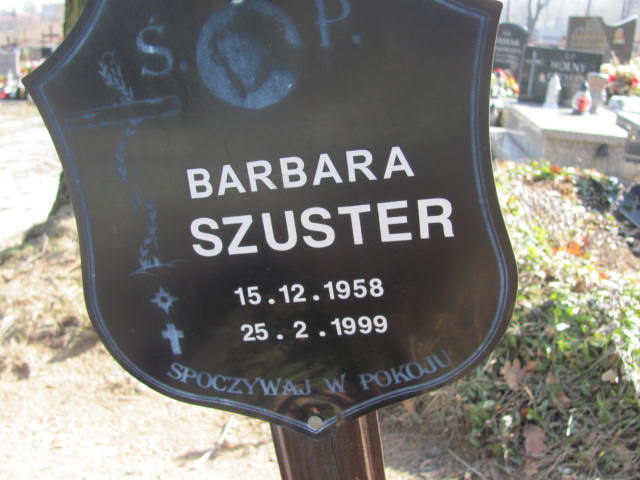 Ś. P.
BARBARA
SZUSTER
15.12.1958
25.2.1999
SPOCZYWAJ W POKOJU